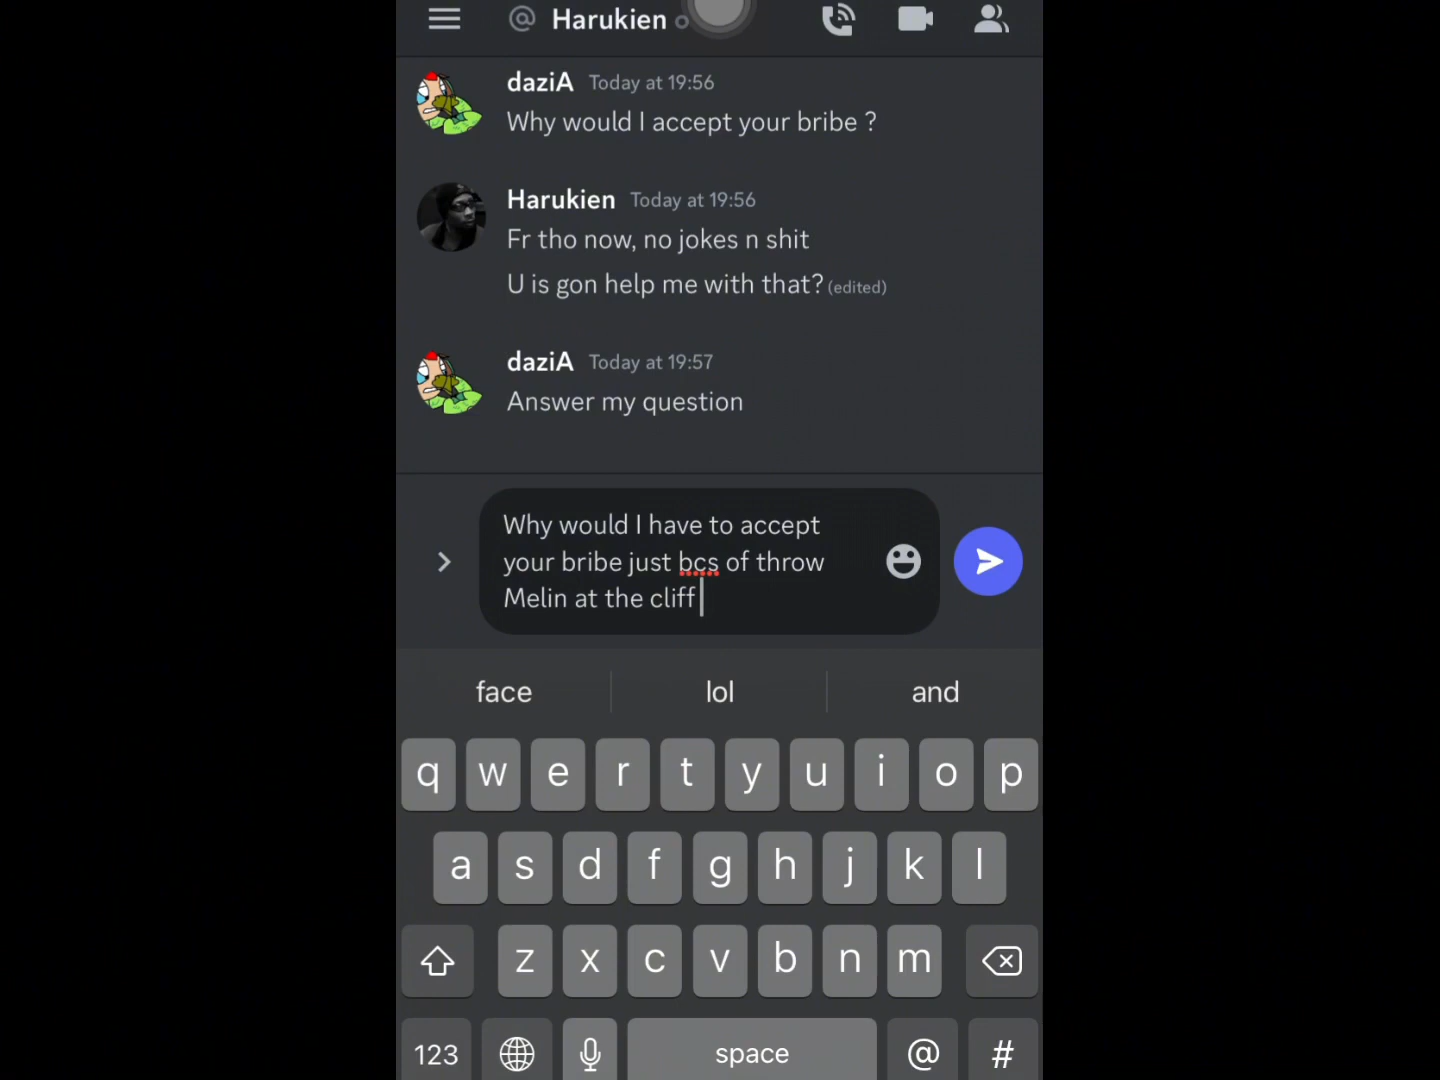 @ Harukien
daziA Today at 19:56
Why would I accept your bribe ?
Harukien Today at 19:56
Fr tho now, no jokes n shit
U is gon help me with that? (edited)
daziA Today at 19:57
Answer my question
Why would I have to accept
your bribe just bcs of throw
Melin at the cliff
face lol and
q w e r t y u i o p
a s d f g h j k l
z x c v b n m
123 space @ #